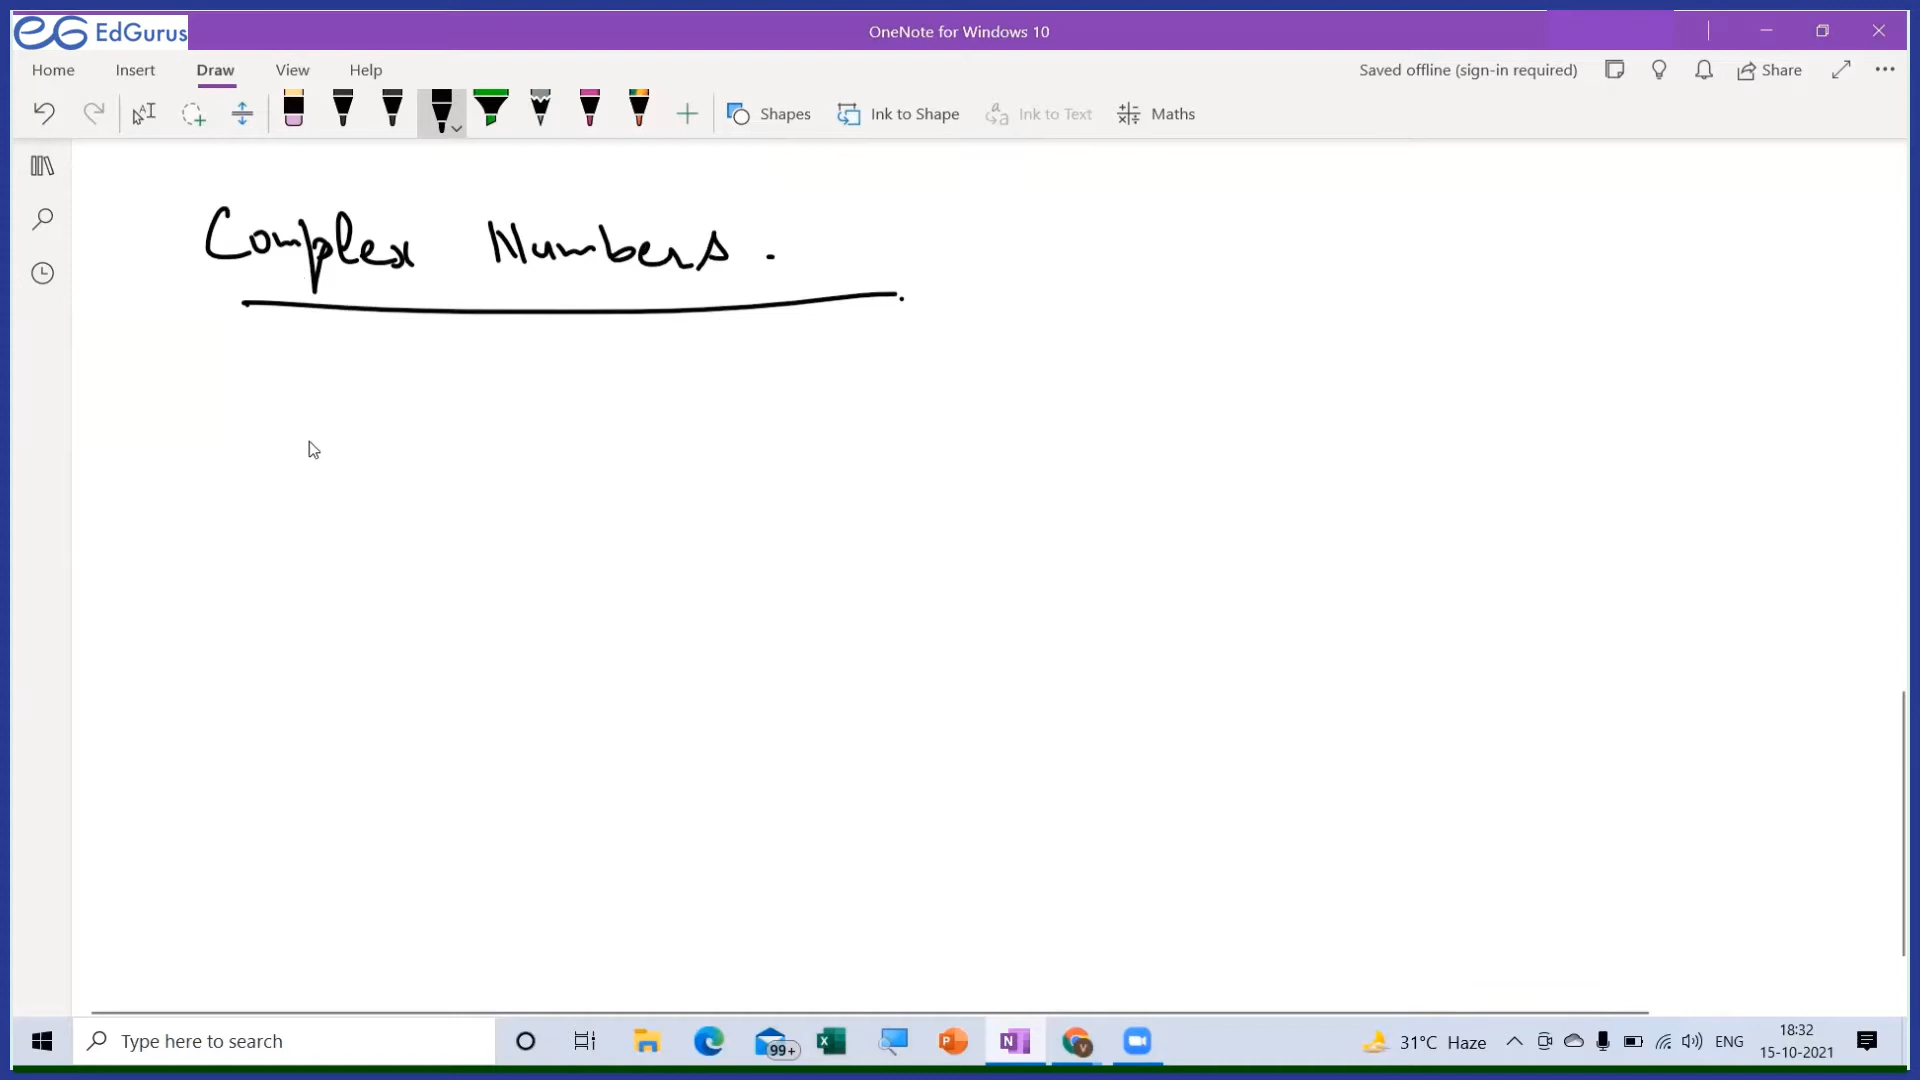 EG EdGurus
OneNote for Windows 10
Home Insert Draw View Help
Saved offline (sign-in required) Share
Shapes Ink to Shape Ink to Text Maths
Complex Numbers.
Type here to search
99+
31°C Haze
ENG
18:32
15-10-2021